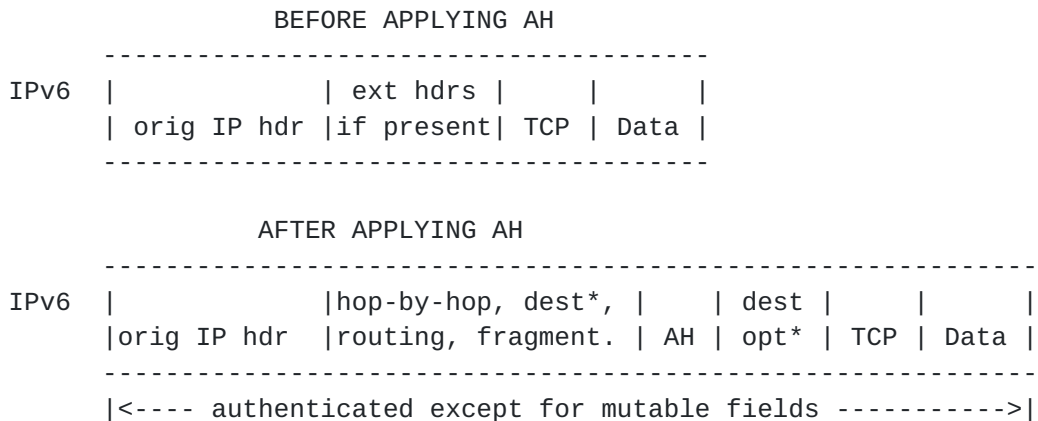 BEFORE APPLYING AH
      ---------------------------------------
IPv6  |             | ext hdrs |     |      |
      | orig IP hdr |if present| TCP | Data |
      ---------------------------------------

                AFTER APPLYING AH
      ------------------------------------------------------------
IPv6  |             |hop-by-hop, dest*, |    | dest |     |      |
      |orig IP hdr  |routing, fragment. | AH | opt* | TCP | Data |
      ------------------------------------------------------------
      |<---- authenticated except for mutable fields ----------->|